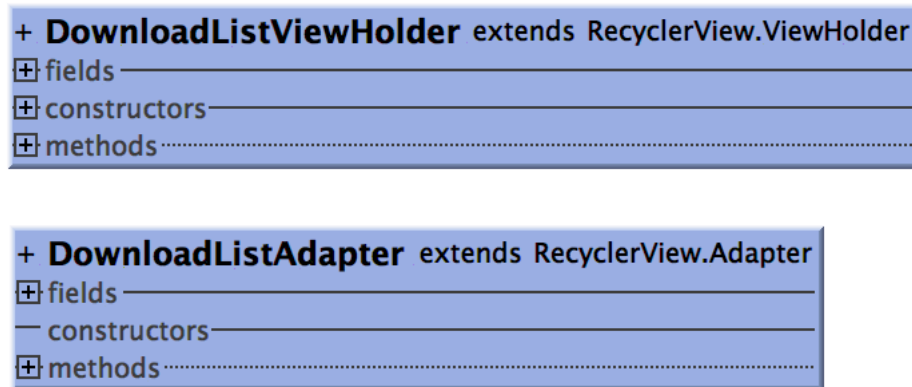 + DownloadListViewHolder extends RecyclerView.ViewHolder
+ fields
+ constructors
+ methods
+ DownloadListAdapter extends RecyclerView.Adapter
+ fields
constructors
+ methods